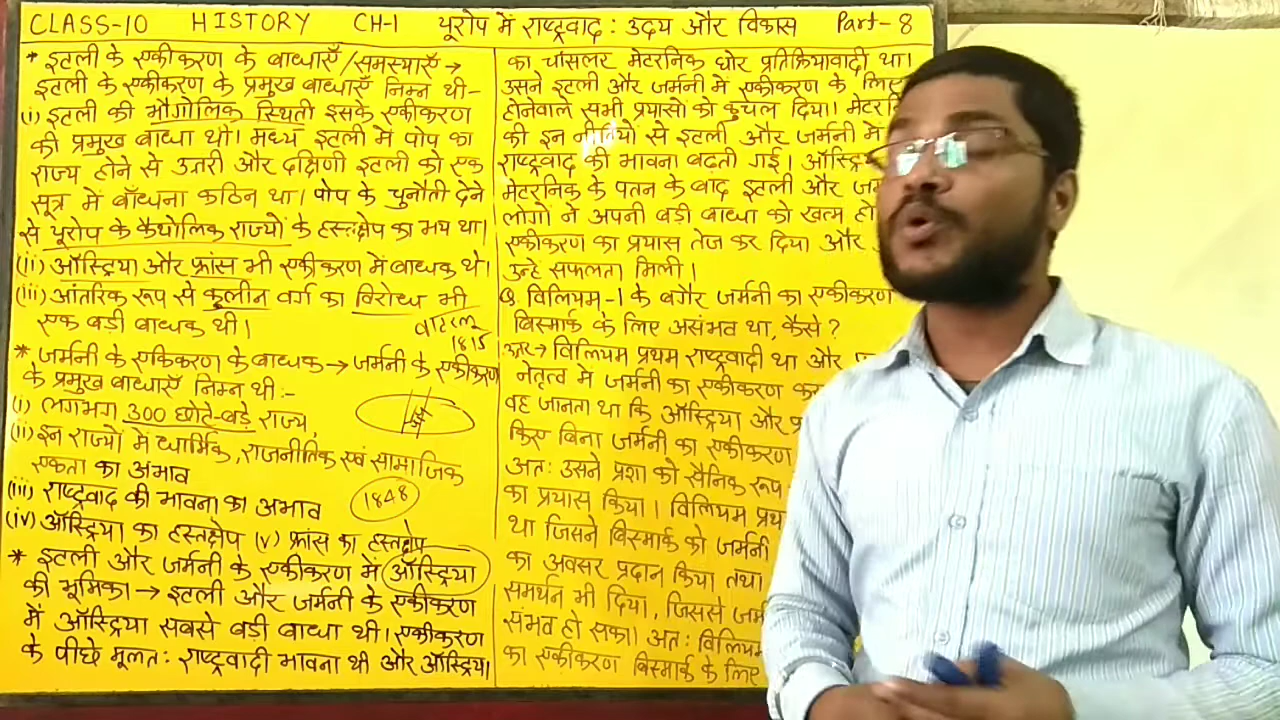 CLASS-10 HISTORY CH-1 यूरोप में राष्ट्रवाद : उदय और विकास Part-8
* इटली के एकीकरण के बाधाएँ/समस्याएँ →
इटली के एकीकरण के प्रमुख बाधाएँ निम्न थी-
(i) इटली की भौगोलिक स्थिती इसके एकीकरण
की प्रमुख बाधा थी। मध्य इटली में पोप का
राज्य होने से उत्तरी और दक्षिणी इटली को एक
सूत्र में बाँधना कठिन था। पोप के चुनौती देने
से यूरोप के कैथोलिक राज्यों के हस्तक्षेप का भय था।
(ii) ऑस्ट्रिया और फ्रांस भी एकीकरण में बाधक थे।
(iii) आंतरिक रूप से कुलीन वर्ग का विरोध भी
एक बड़ी बाधक थी।
वाटरलू
1815
* जर्मनी के एकिकरण के बाधक → जर्मनी के एकीकरण
के प्रमुख बाधाएँ निम्न थी :-
(i) लगभग 300 छोटे-बड़े राज्य,
(ii) इन राज्यों में धार्मिक, राजनीतिक एवं सामाजिक
एकता का अभाव
(iii) राष्ट्रवाद की भावना का अभाव
1848
(iv) ऑस्ट्रिया का हस्तक्षेप (v) फ्रांस का हस्तक्षेप
* इटली और जर्मनी के एकीकरण में ऑस्ट्रिया
की भूमिका → इटली और जर्मनी के एकीकरण
में ऑस्ट्रिया सबसे बड़ी बाधा थी। एकीकरण
के पीछे मूलतः राष्ट्रवादी भावना थी और ऑस्ट्रिया
का चांसलर मेटरनिक घोर प्रतिक्रियावादी था।
उसने इटली और जर्मनी में एकीकरण के लिए
होनेवाले सभी प्रयासों को कुचल दिया।
की इन नीतियों से इटली और जर्मनी में
राष्ट्रवाद की भावना बढ़ती गई।
मेटरनिक के पतन के बाद इटली और
लोगों ने अपनी बड़ी बाधा को खत्म
एकीकरण का प्रयास तेज कर दिया और
उन्हे सफलता मिली।
Q. विलियम-1 के बगैर जर्मनी का एकीकरण
बिस्मार्क के लिए असंभव था, कैसे ?
उत्तर → विलियम प्रथम राष्ट्रवादी था और
नेतृत्व में जर्मनी का एकीकरण
वह जानता था कि ऑस्ट्रिया और
किए बिना जर्मनी का एकीकरण
अतः उसने प्रशा को सैनिक रूप
का प्रयास किया। विलियम
था जिसने बिस्मार्क को जर्मनी
का अवसर प्रदान किया तथा
समर्थन भी दिया, जिससे
संभव हो सका। अतः
का एकीकरण बिस्मार्क के लिए